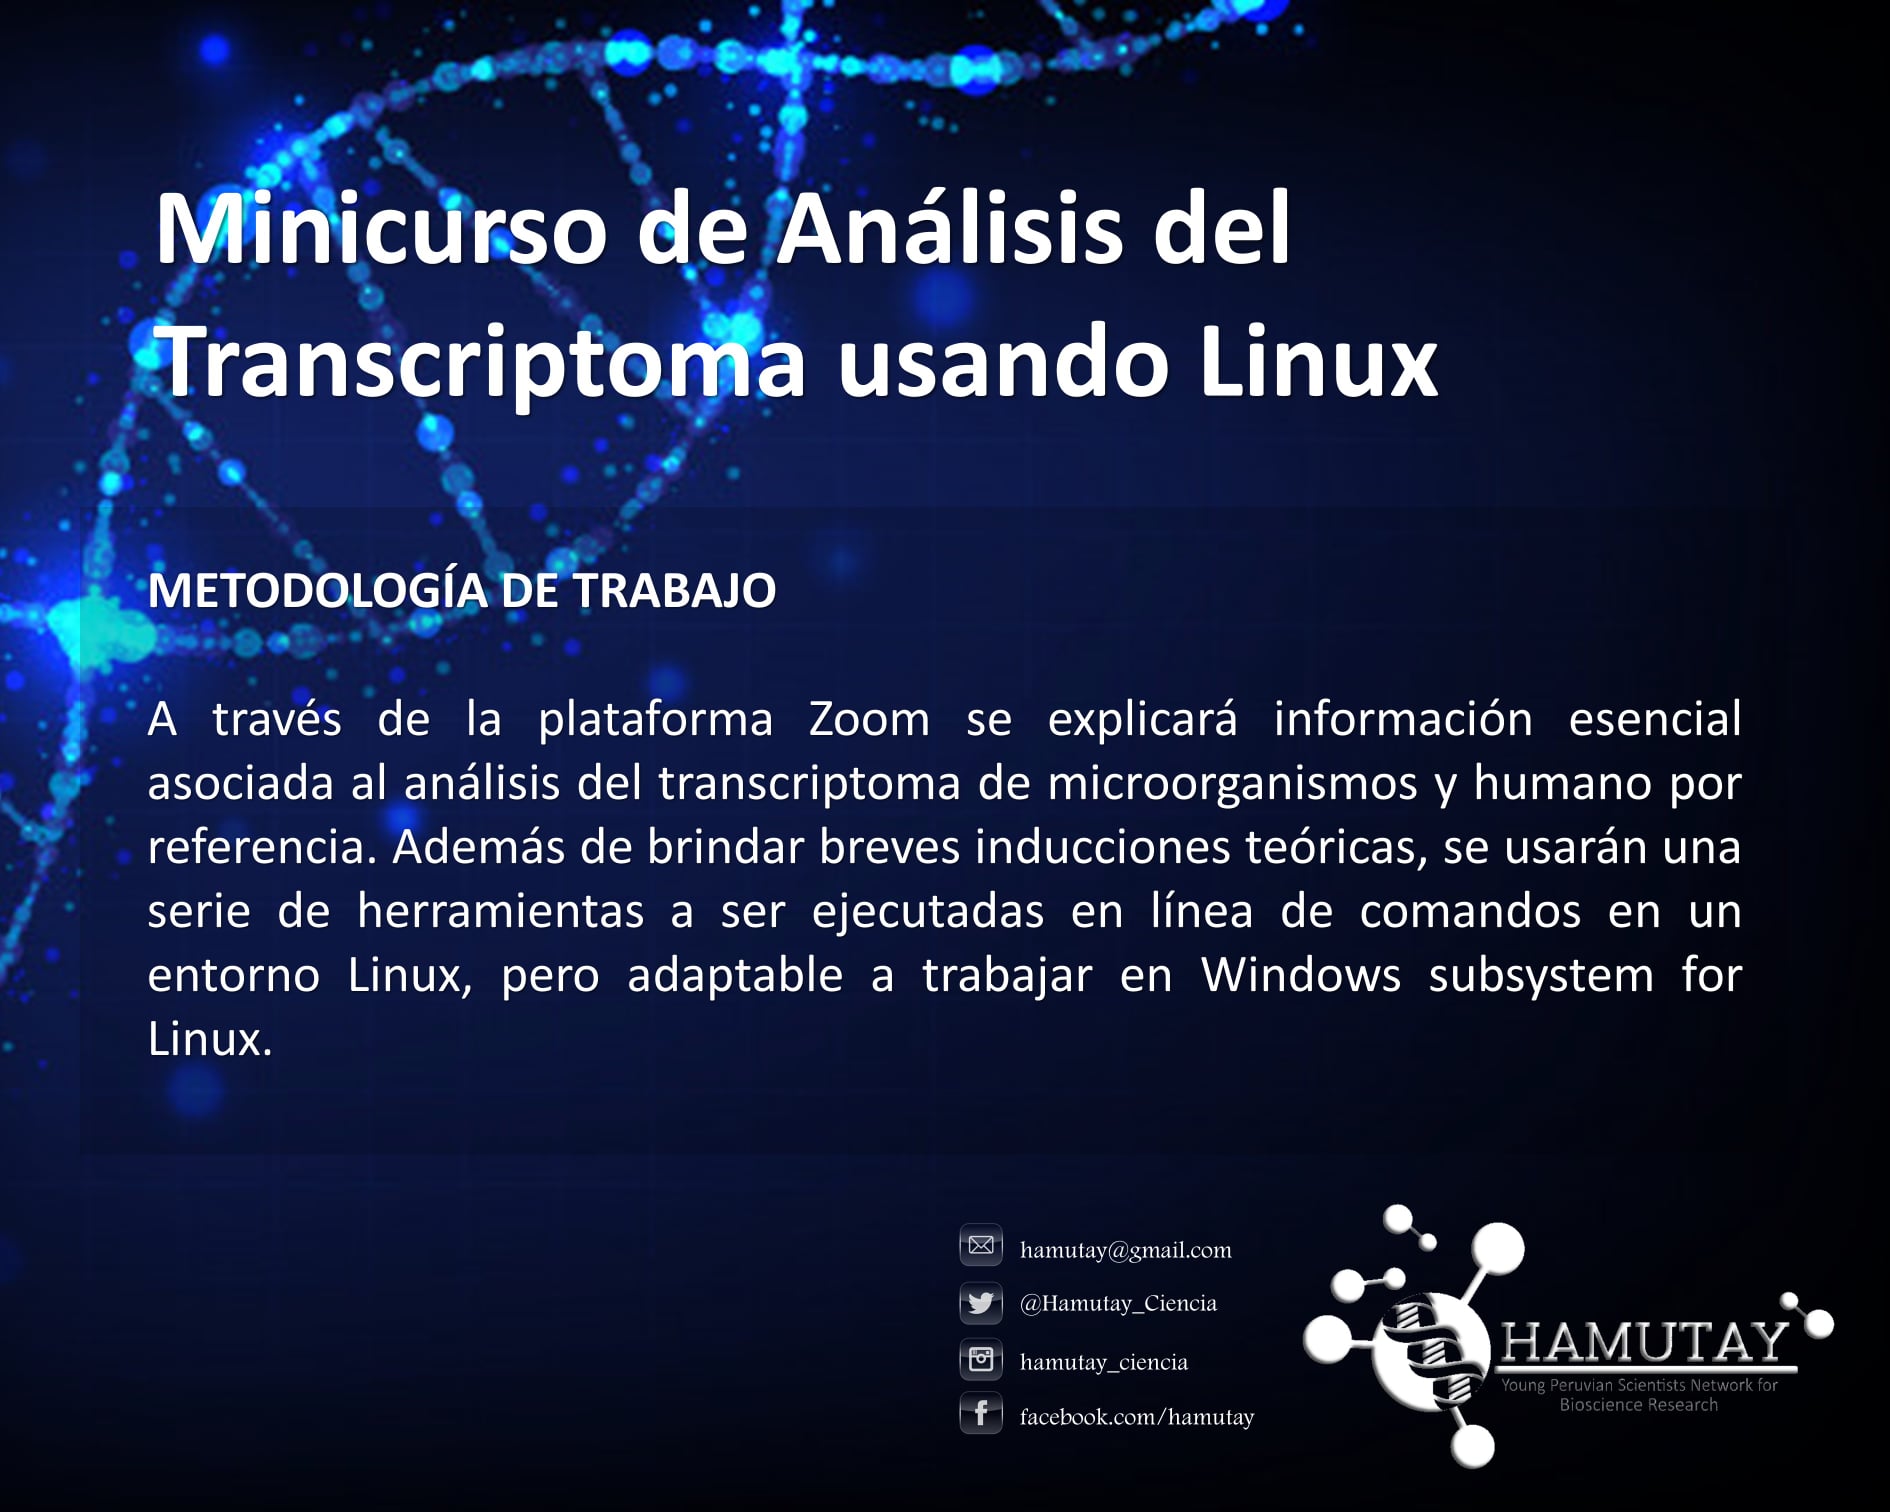 Minicurso de Análisis del
Transcriptoma usando Linux
METODOLOGÍA DE TRABAJO
A través de la plataforma Zoom se explicará información esencial
asociada al análisis del transcriptoma de microorganismos y humano por
referencia. Además de brindar breves inducciones teóricas, se usarán una
serie de herramientas a ser ejecutadas en línea de comandos en un
entorno Linux, pero adaptable a trabajar en Windows subsystem for
Linux.
hamutay@gmail.com
@Hamutay_Ciencia
hamutay_ciencia
facebook.com/hamutay
HAMUTAY
Young Peruvian Scientists Network for
Bioscience Research